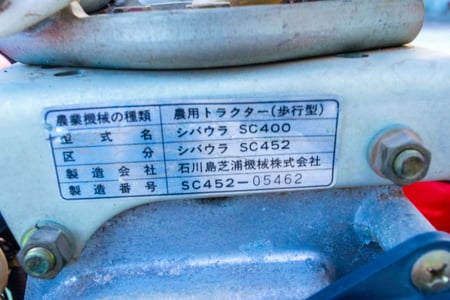 農業機械の種類 農用トラクター(歩行型)
型式名 シバウラ SC400
区分 シバウラ SC452
製造会社 石川島芝浦機械株式会社
製造番号 SC452-05462